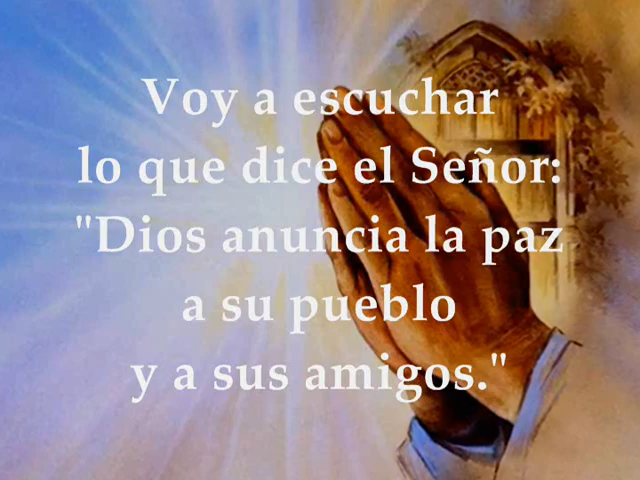 Voy a escuchar
lo que dice el Señor:
"Dios anuncia la paz
a su pueblo
y a sus amigos."